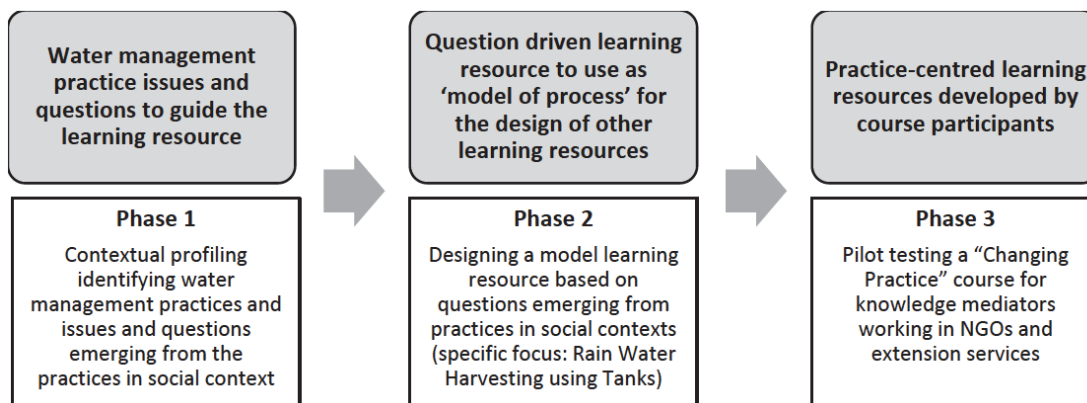 Water management
practice issues and
questions to guide the
learning resource
Question driven learning
resource to use as
‘model of process’ for
the design of other
learning resources
Practice-centred learning
resources developed by
course participants
Phase 1
Contextual profiling
identifying water
management practices and
issues and questions
emerging from the
practices in social context
Phase 2
Designing a model learning
resource based on
questions emerging from
practices in social contexts
(specific focus: Rain Water
Harvesting using Tanks)
Phase 3
Pilot testing a “Changing
Practice” course for
knowledge mediators
working in NGOs and
extension services